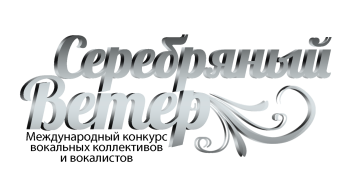 Серебряный
Ветер
Международный конкурс
вокальных коллективов
и вокалистов